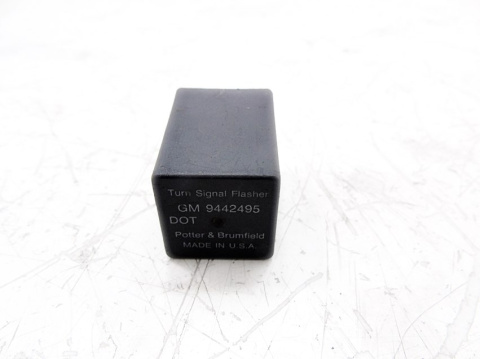 Turn Signal Flasher
GM 9442495
DOT
Potter & Brumfield
MADE IN U.S.A.